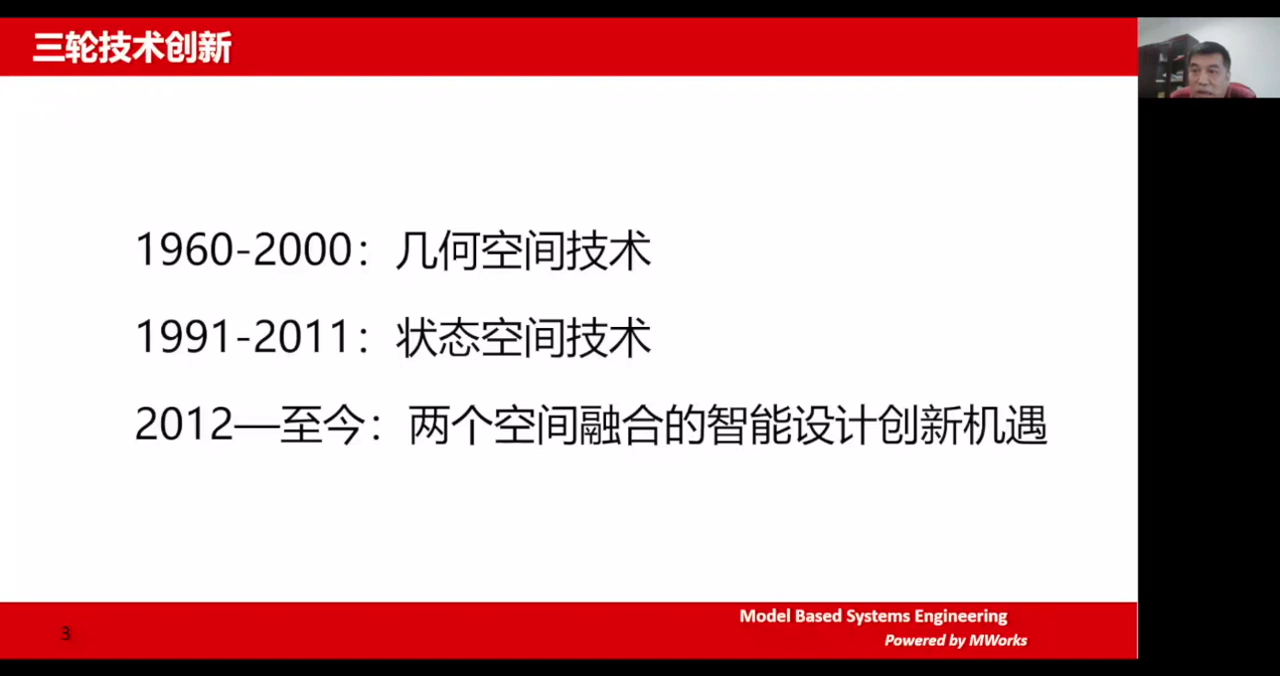 三轮技术创新
1960-2000：几何空间技术
1991-2011：状态空间技术
2012—至今：两个空间融合的智能设计创新机遇
Model Based Systems Engineering
Powered by MWorks
3